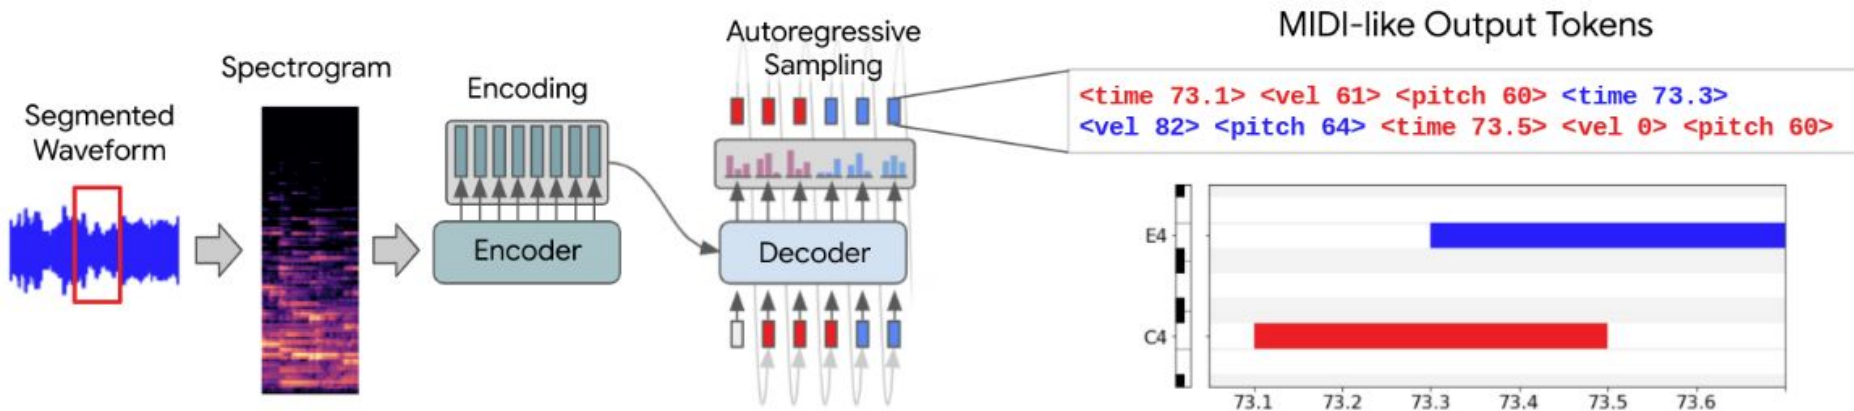 Segmented
Waveform
Spectrogram
Encoding
Encoder
Autoregressive
Sampling
Decoder
MIDI-like Output Tokens
<time 73.1> <vel 61> <pitch 60> <time 73.3>
<vel 82> <pitch 64> <time 73.5> <vel 0> <pitch 60>
E4
C4
73.1 73.2 73.3 73.4 73.5 73.6